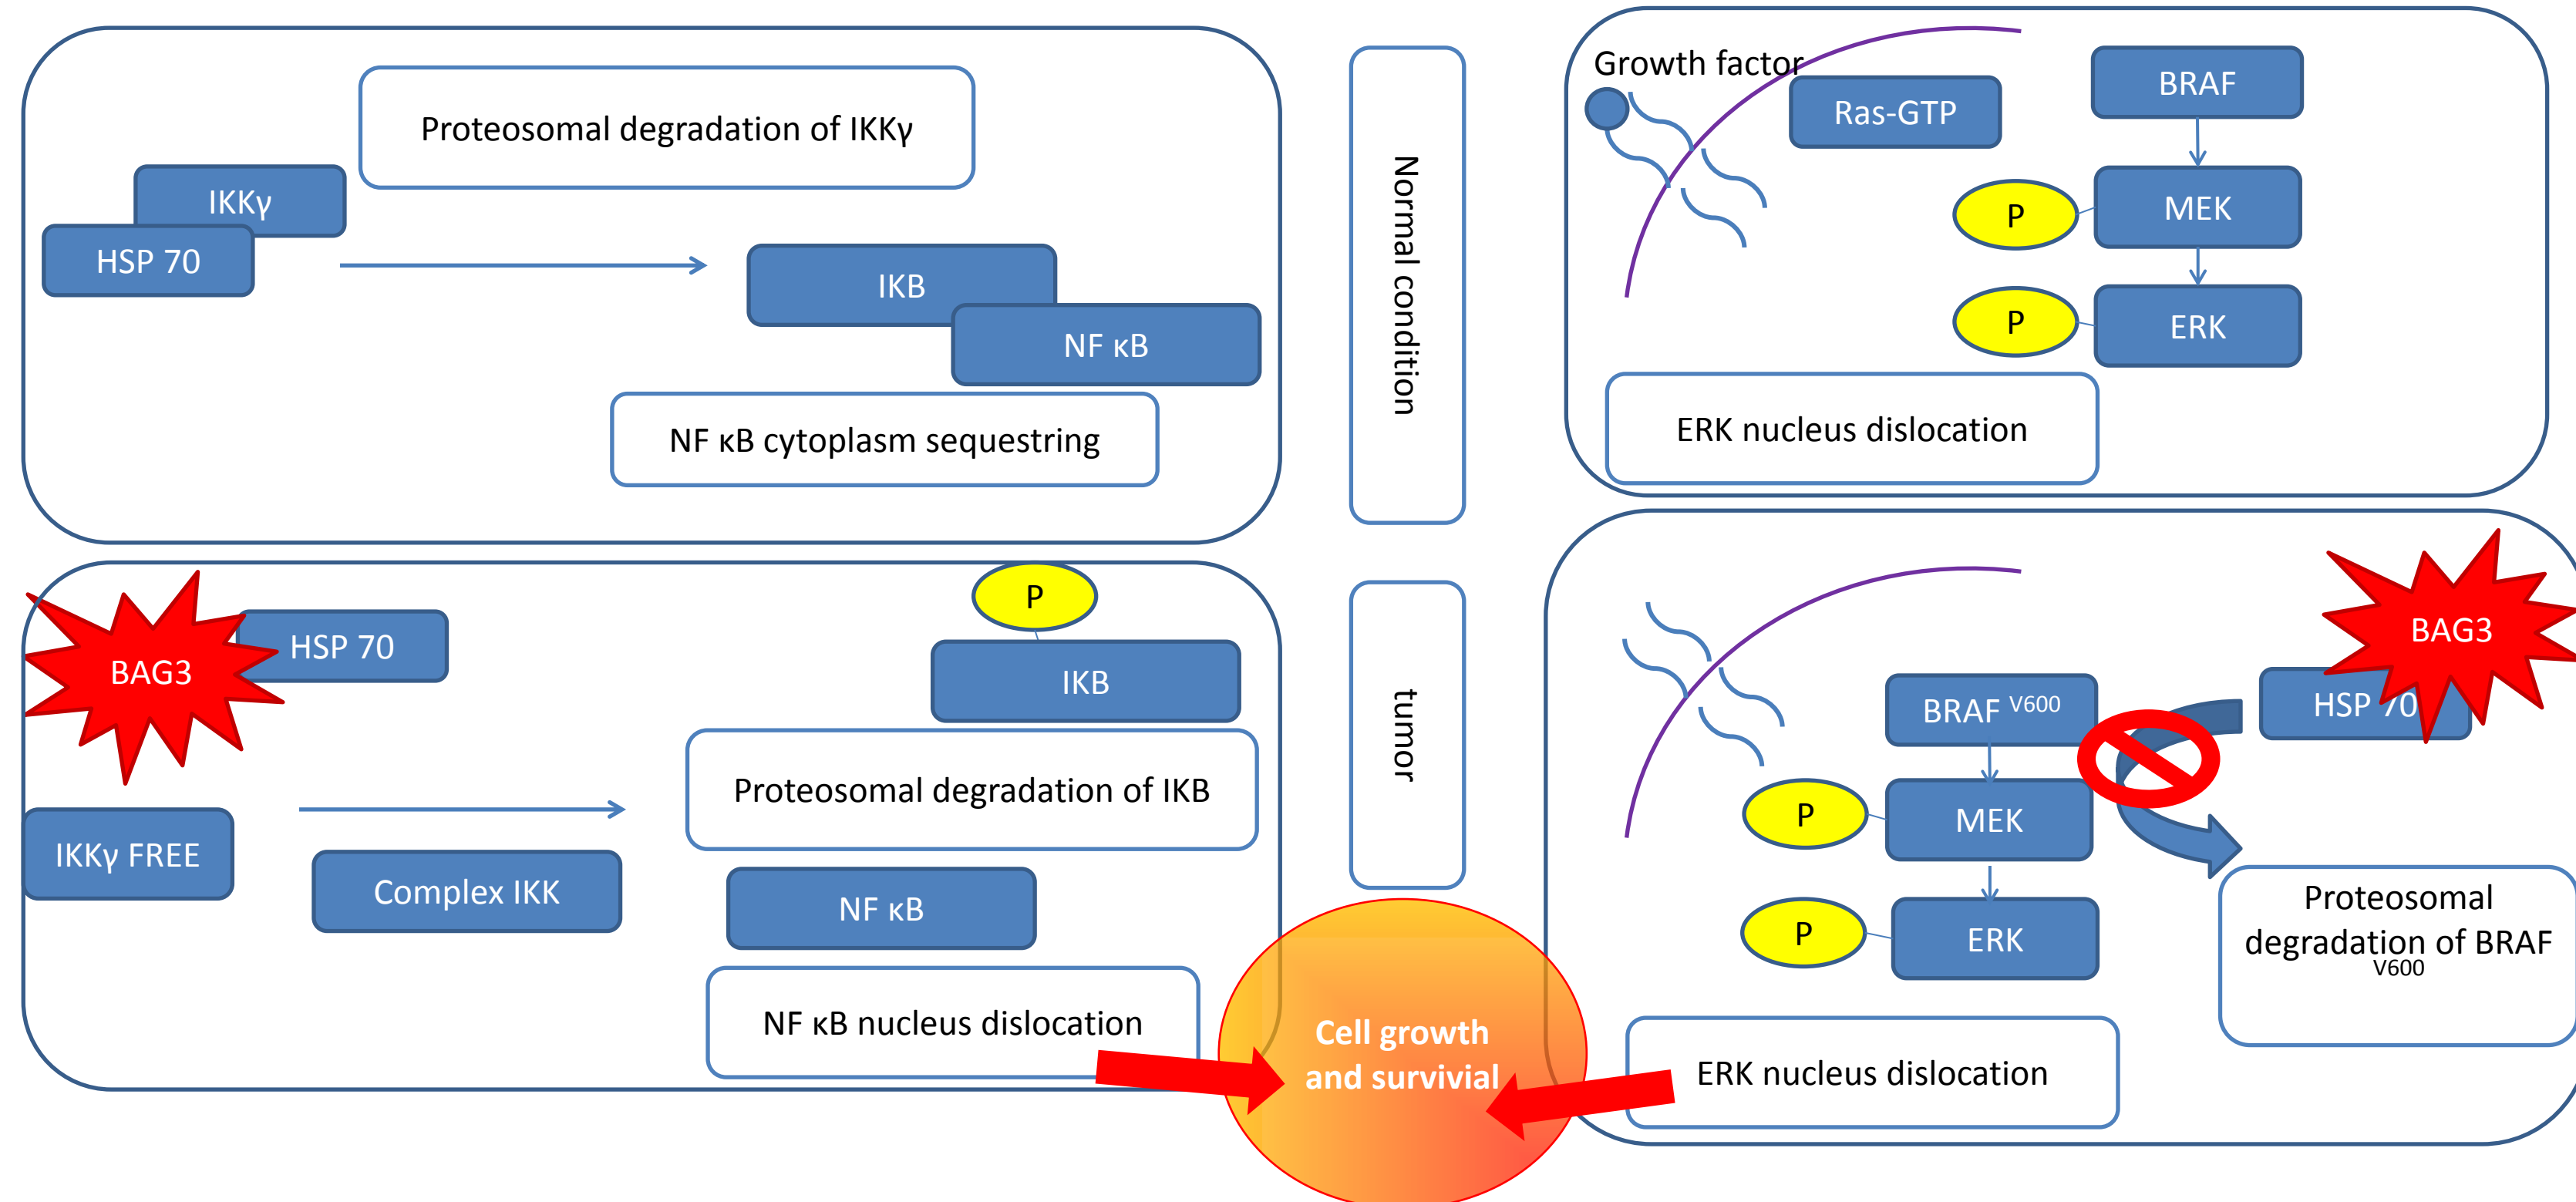 Proteosomal degradation of IKKγ
IKKγ
HSP 70
IKB
NF κB
NF κB cytoplasm sequestring
Normal condition
Growth factor
Ras-GTP
BRAF
P
MEK
P
ERK
ERK nucleus dislocation
BAG3
HSP 70
P
IKB
Proteosomal degradation of IKB
IKKγ FREE
Complex IKK
NF κB
NF κB nucleus dislocation
tumor
Cell growth
and survivial
BAG3
HSP 70
BRAF V600
P
MEK
P
ERK
Proteosomal
degradation of BRAF
V600
ERK nucleus dislocation